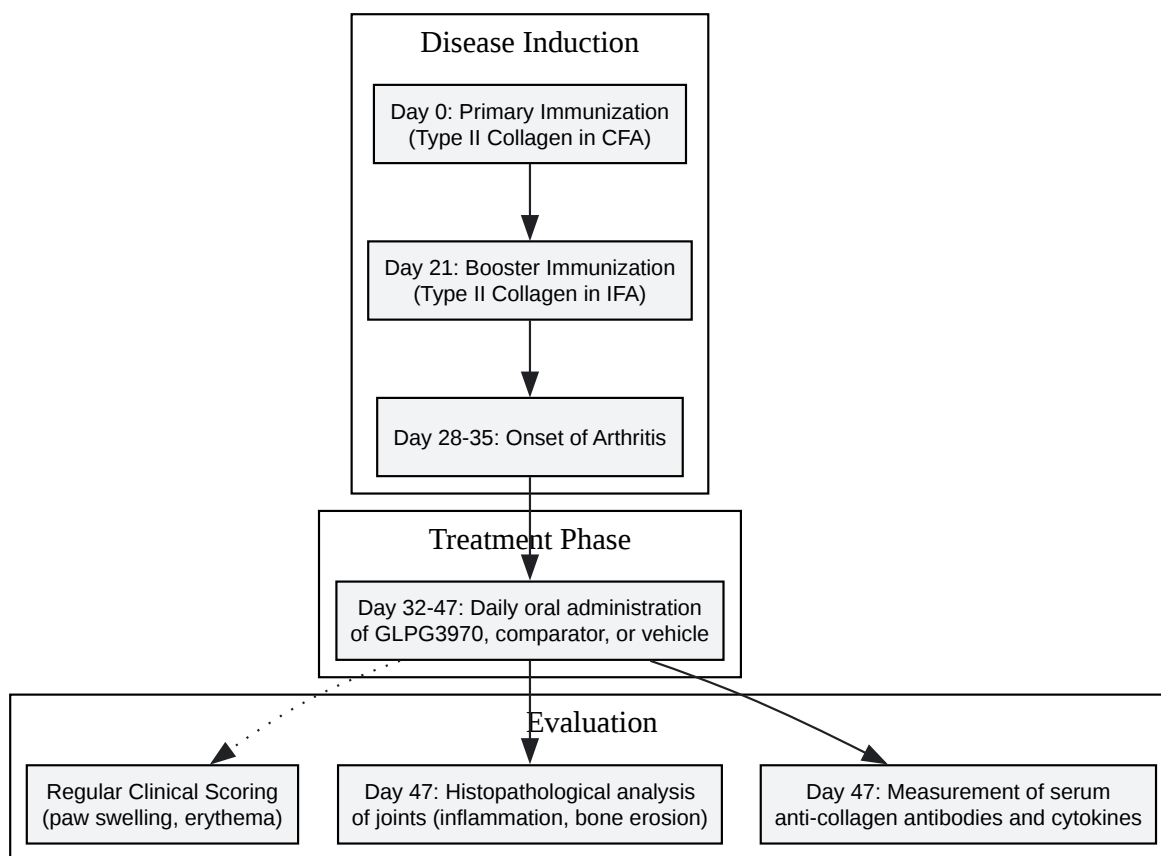 Disease Induction
Day 0: Primary Immunization
(Type II Collagen in CFA)
Day 21: Booster Immunization
(Type II Collagen in IFA)
Day 28-35: Onset of Arthritis
Treatment Phase
Day 32-47: Daily oral administration
of GLPG3970, comparator, or vehicle
Evaluation
Regular Clinical Scoring
(paw swelling, erythema)
Day 47: Histopathological analysis
of joints (inflammation, bone erosion)
Day 47: Measurement of serum
anti-collagen antibodies and cytokines